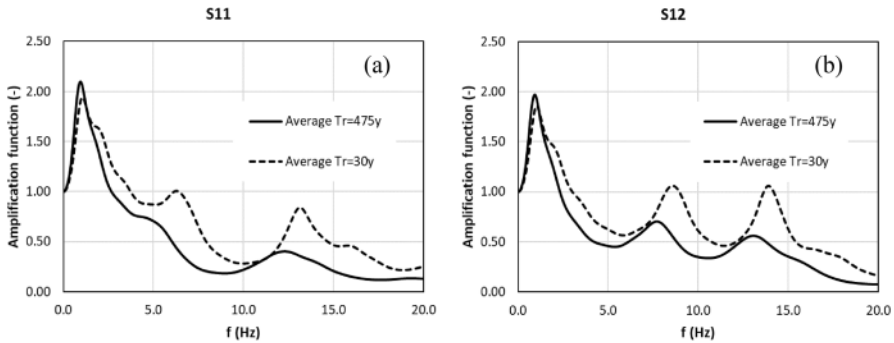 S11
2.50
2.00
1.50
1.00
0.50
0.00
Amplification function (-)
(a)
Average Tr=475y
Average Tr=30y
0.0 5.0 10.0 15.0 20.0
f (Hz)
S12
2.50
2.00
1.50
1.00
0.50
0.00
Amplification function (-)
(b)
Average Tr=475y
Average Tr=30y
0.0 5.0 10.0 15.0 20.0
f (Hz)